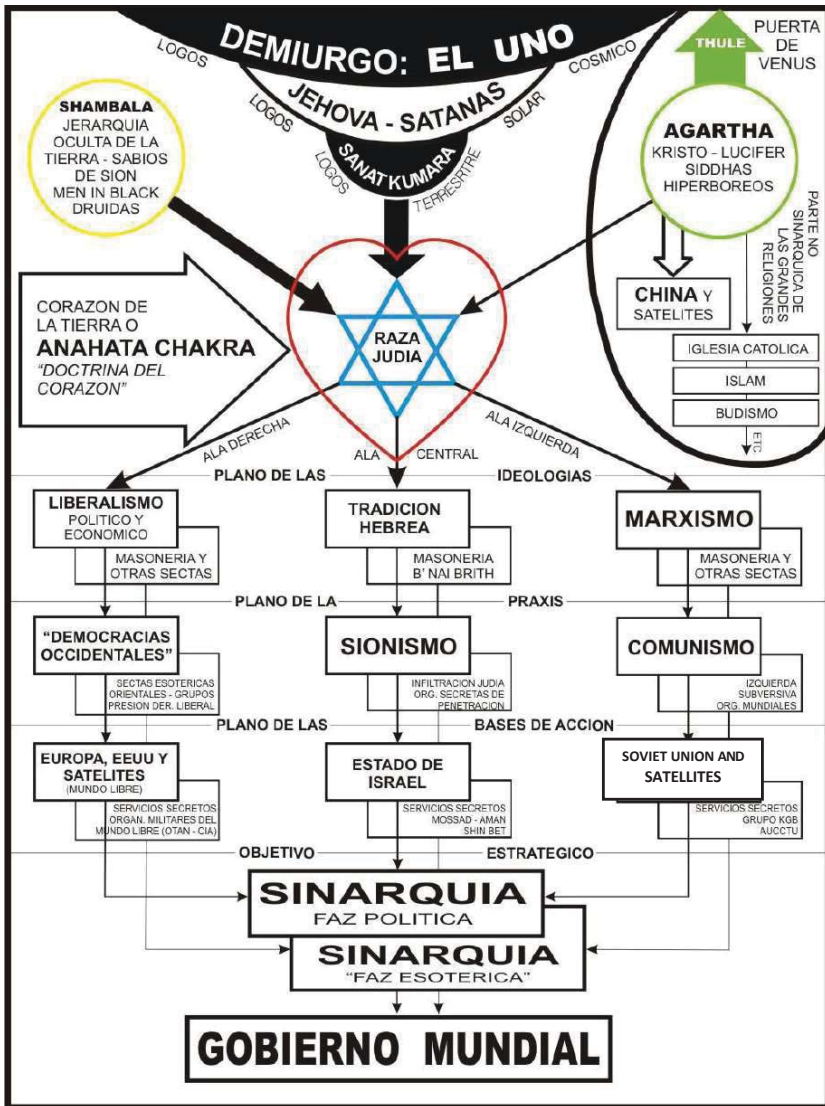 DEMIURGO: EL UNO
LOGOS
COSMICO
JEHOVA - SATANAS
LOGOS
SOLAR
SANAT KUMARA
LOGOS
TERRESRTRE
THULE
PUERTA
DE
VENUS
SHAMBALA
JERARQUIA
OCULTA DE LA
TIERRA - SABIOS
DE SION
MEN IN BLACK
DRUIDAS
AGARTHA
KRISTO - LUCIFER
SIDDHAS
HIPERBOREOS
PARTE NO
SINARQUICA DE
LAS GRANDES
RELIGIONES
CHINA Y
SATELITES
IGLESIA CATOLICA
ISLAM
BUDISMO
ETC
CORAZON DE
LA TIERRA O
ANAHATA CHAKRA
"DOCTRINA DEL
CORAZON"
RAZA
JUDIA
ALA DERECHA
ALA CENTRAL
ALA IZQUIERDA
PLANO DE LAS IDEOLOGIAS
LIBERALISMO
POLITICO Y
ECONOMICO
MASONERIA Y
OTRAS SECTAS
TRADICION
HEBREA
MASONERIA
B' NAI BRITH
MARXISMO
MASONERIA Y
OTRAS SECTAS
PLANO DE LA PRAXIS
"DEMOCRACIAS
OCCIDENTALES"
SECTAS ESOTERICAS
ORIENTALES - GRUPOS
PRESION DER. LIBERAL
SIONISMO
INFILTRACION JUDIA
ORG. SECRETAS DE
PENETRACION
COMUNISMO
IZQUIERDA
SUBVERSIVA
ORG. MUNDIALES
PLANO DE LAS BASES DE ACCION
EUROPA, EEUU Y
SATELITES
(MUNDO LIBRE)
SERVICIOS SECRETOS
ORGAN. MILITARES DEL
MUNDO LIBRE (OTAN - CIA)
ESTADO DE
ISRAEL
SERVICIOS SECRETOS
MOSSAD - AMAN
SHIN BET
SOVIET UNION AND
SATELLITES
SERVICIOS SECRETOS
GRUPO KGB
AUCCTU
OBJETIVO ESTRATEGICO
SINARQUIA
FAZ POLITICA
SINARQUIA
"FAZ ESOTERICA"
GOBIERNO MUNDIAL